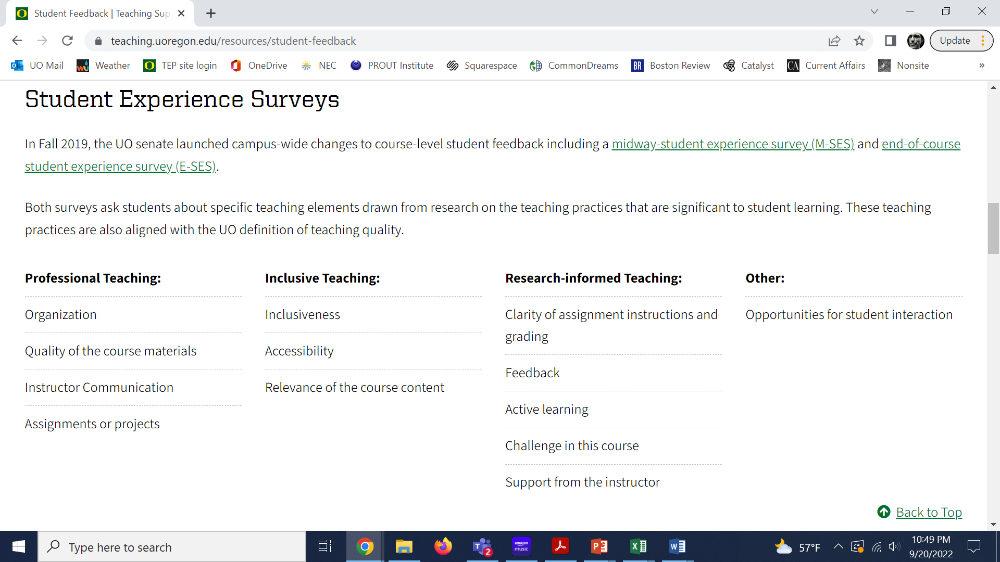 Student Feedback | Teaching Sup
teaching.uoregon.edu/resources/student-feedback
Update
UO Mail
Weather
TEP site login
OneDrive
NEC
PROUT Institute
Squarespace
CommonDreams
BR Boston Review
Catalyst
CA Current Affairs
Nonsite
»
Student Experience Surveys
In Fall 2019, the UO senate launched campus-wide changes to course-level student feedback including a midway-student experience survey (M-SES) and end-of-course
student experience survey (E-SES).
Both surveys ask students about specific teaching elements drawn from research on the teaching practices that are significant to student learning. These teaching
practices are also aligned with the UO definition of teaching quality.
Professional Teaching:
Organization
Quality of the course materials
Instructor Communication
Assignments or projects
Inclusive Teaching:
Inclusiveness
Accessibility
Relevance of the course content
Research-informed Teaching:
Clarity of assignment instructions and
grading
Feedback
Active learning
Challenge in this course
Support from the instructor
Other:
Opportunities for student interaction
Back to Top
Type here to search
T 2
amazon
music
P
X
W
57°F
10:49 PM
9/20/2022